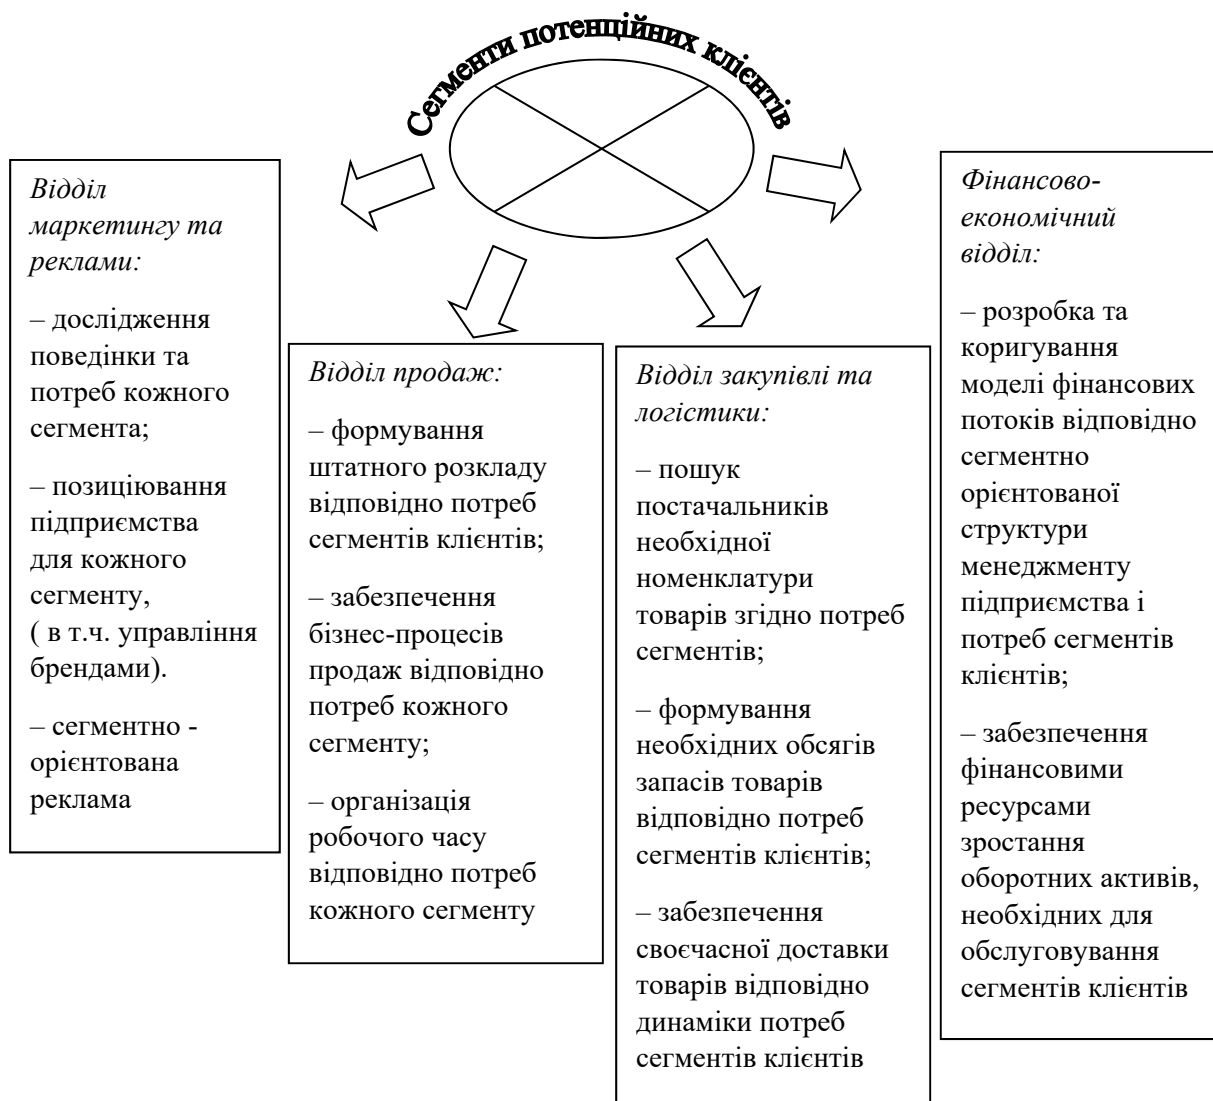 Сегменти потенційних клієнтів
Відділ
маркетингу та
реклами:
– дослідження
поведінки та
потреб кожного
сегмента;
– позиціювання
підприємства
для кожного
сегменту,
( в т.ч. управління
брендами).
– сегментно -
орієнтована
реклама
Відділ продаж:
– формування
штатного розкладу
відповідно потреб
сегментів клієнтів;
– забезпечення
бізнес-процесів
продаж відповідно
потреб кожного
сегменту;
– організація
робочого часу
відповідно потреб
кожного сегменту
Відділ закупівлі та
логістики:
– пошук
постачальників
необхідної
номенклатури
товарів згідно потреб
сегментів;
– формування
необхідних обсягів
запасів товарів
відповідно потреб
сегментів клієнтів;
– забезпечення
своєчасної доставки
товарів відповідно
динаміки потреб
сегментів клієнтів
Фінансово-
економічний
відділ:
– розробка та
коригування
моделі фінансових
потоків відповідно
сегментно
орієнтованої
структури
менеджменту
підприємства і
потреб сегментів
клієнтів;
– забезпечення
фінансовими
ресурсами
зростання
оборотних активів,
необхідних для
обслуговування
сегментів клієнтів